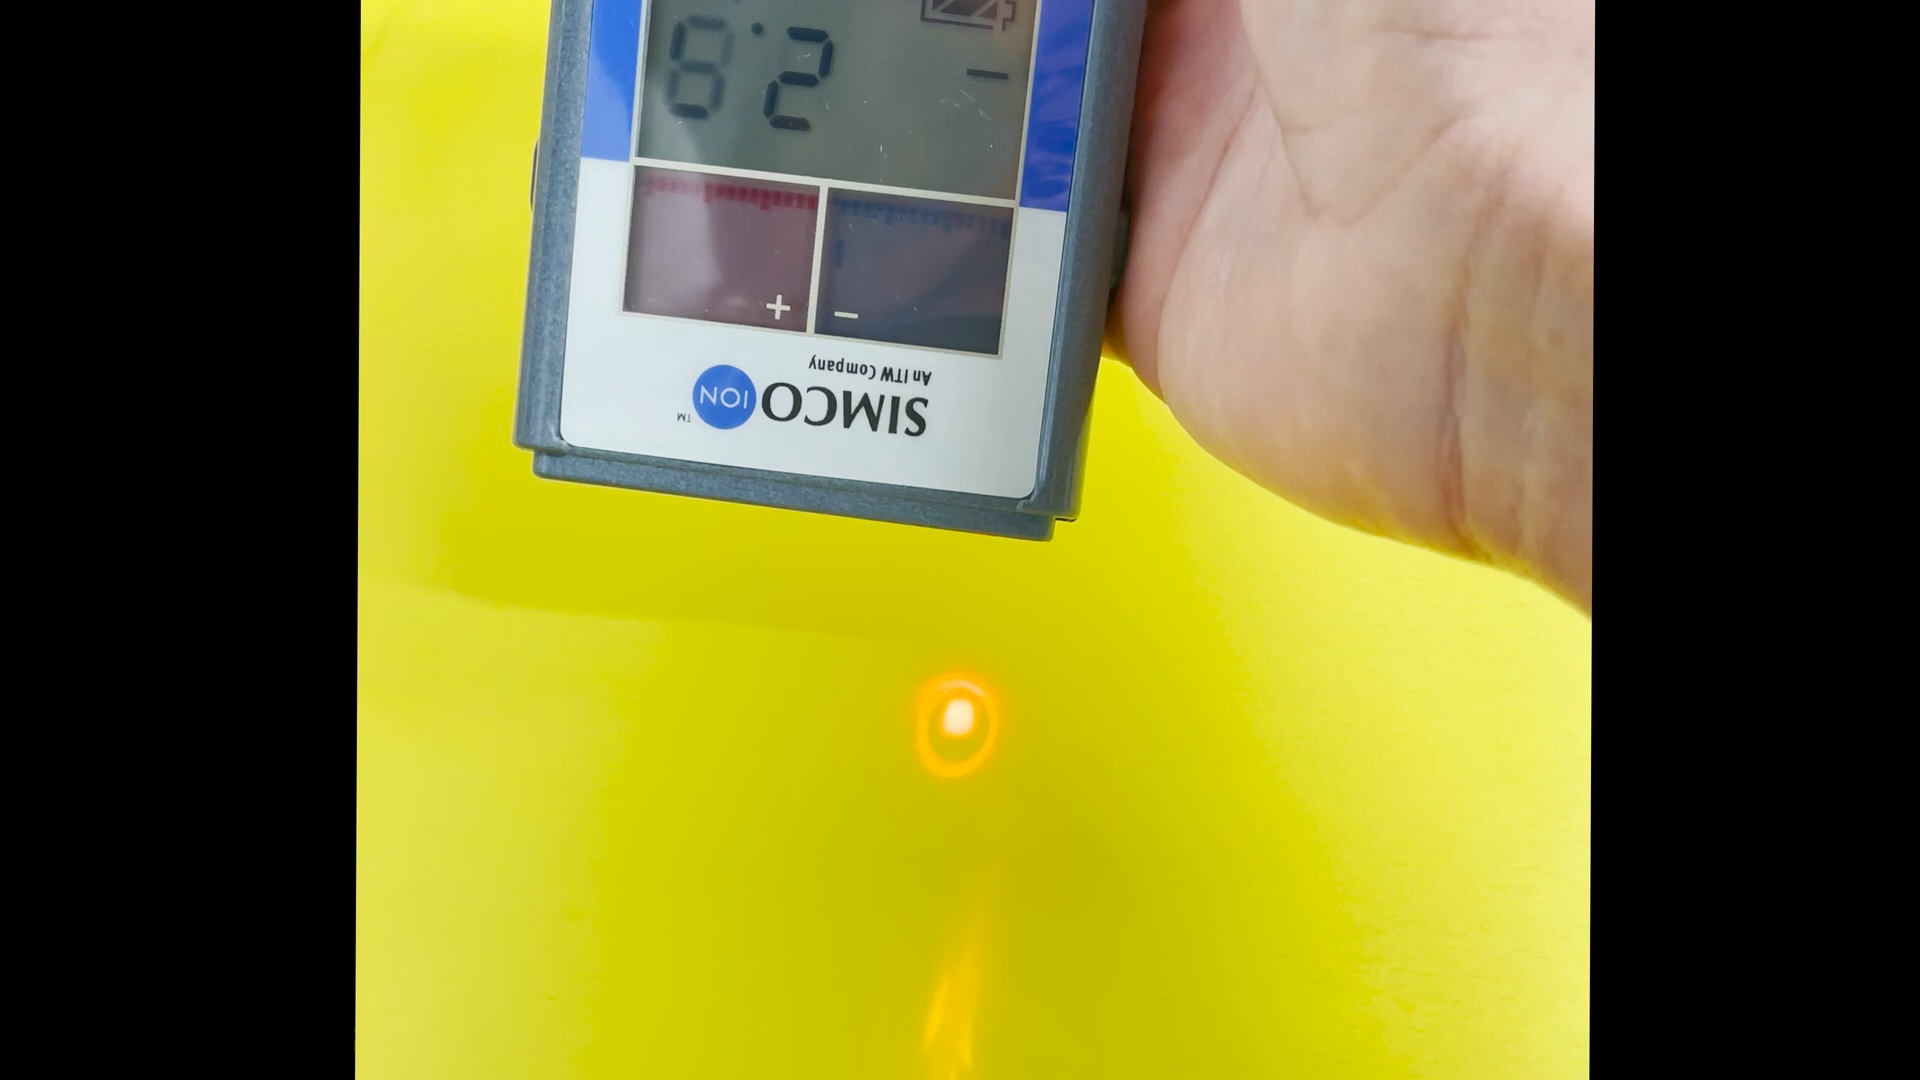 SIMCO ION™
An ITW Company
− +
− 2.8